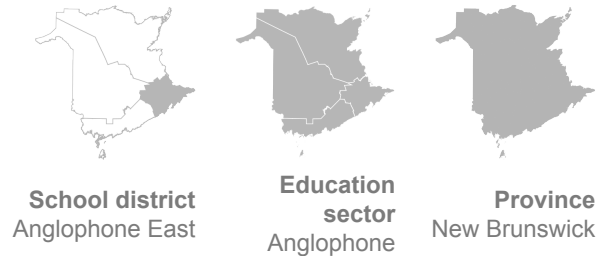 School district
Anglophone East
Education
sector
Anglophone
Province
New Brunswick